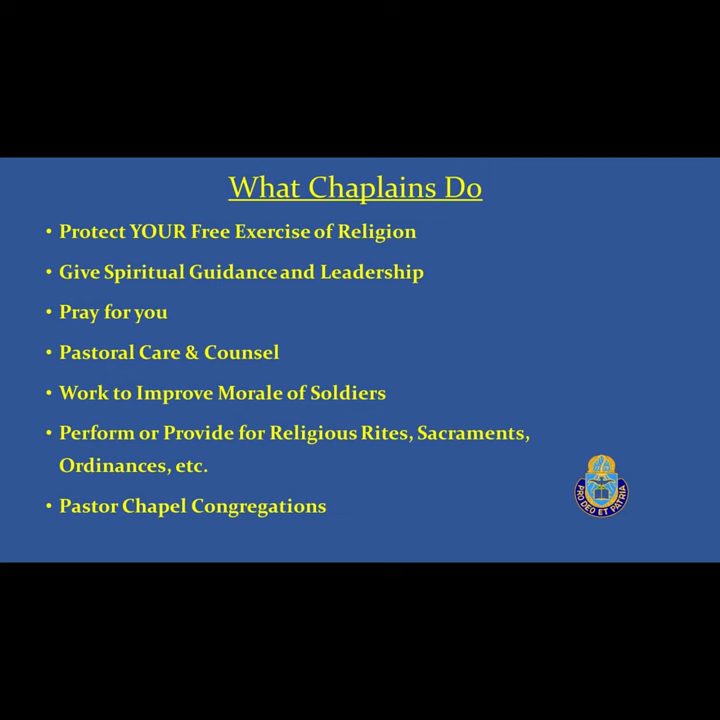 What Chaplains Do
• Protect YOUR Free Exercise of Religion
• Give Spiritual Guidance and Leadership
• Pray for you
• Pastoral Care & Counsel
• Work to Improve Morale of Soldiers
• Perform or Provide for Religious Rites, Sacraments,
Ordinances, etc.
• Pastor Chapel Congregations
PRO DEO ET PATRIA